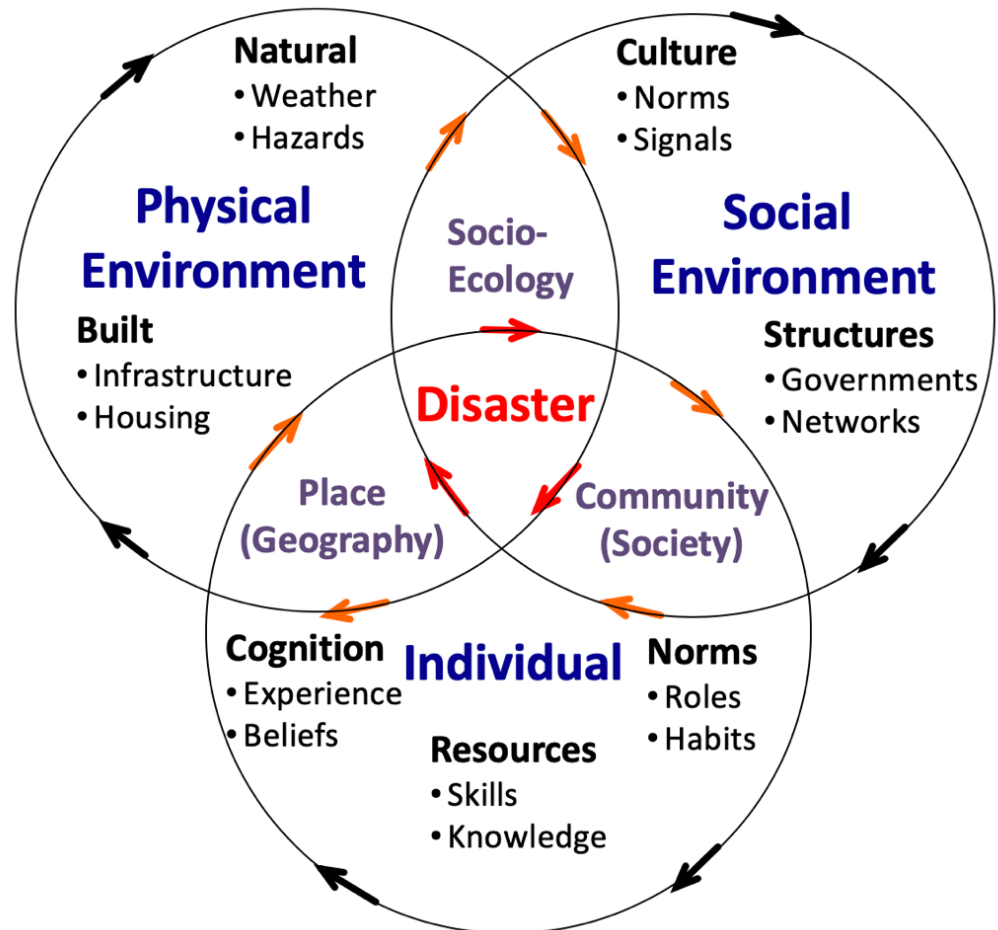 Natural
• Weather
• Hazards
Physical
Environment
Built
• Infrastructure
• Housing
Culture
• Norms
• Signals
Social
Environment
Structures
• Governments
• Networks
Socio-
Ecology
Disaster
Place
(Geography)
Community
(Society)
Individual
Cognition
• Experience
• Beliefs
Resources
• Skills
• Knowledge
Norms
• Roles
• Habits